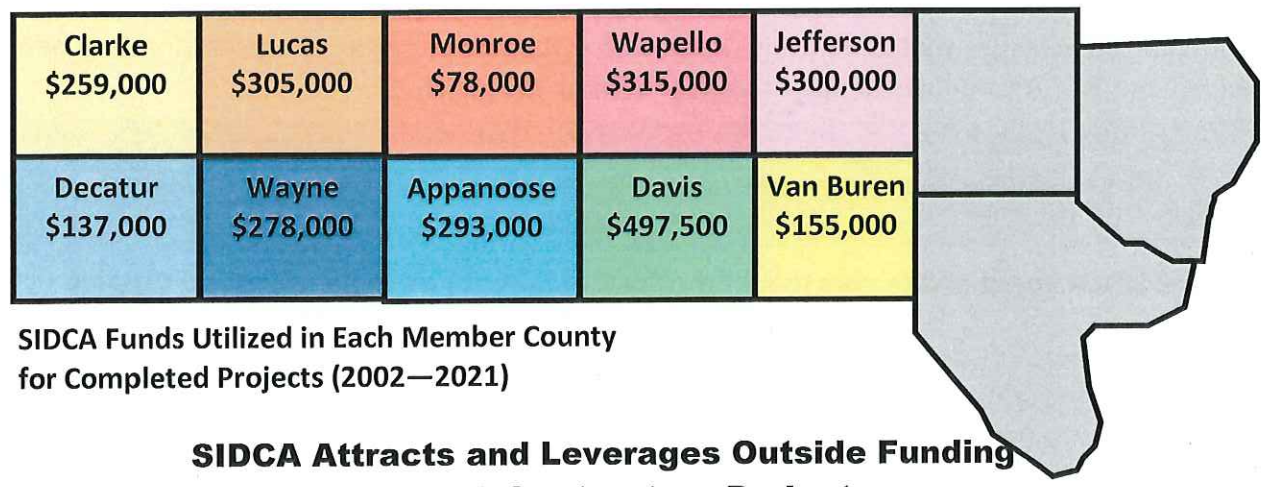 Clarke
$259,000
Lucas
$305,000
Monroe
$78,000
Wapello
$315,000
Jefferson
$300,000
Decatur
$137,000
Wayne
$278,000
Appanoose
$293,000
Davis
$497,500
Van Buren
$155,000
SIDCA Funds Utilized in Each Member County
for Completed Projects (2002—2021)
SIDCA Attracts and Leverages Outside Funding